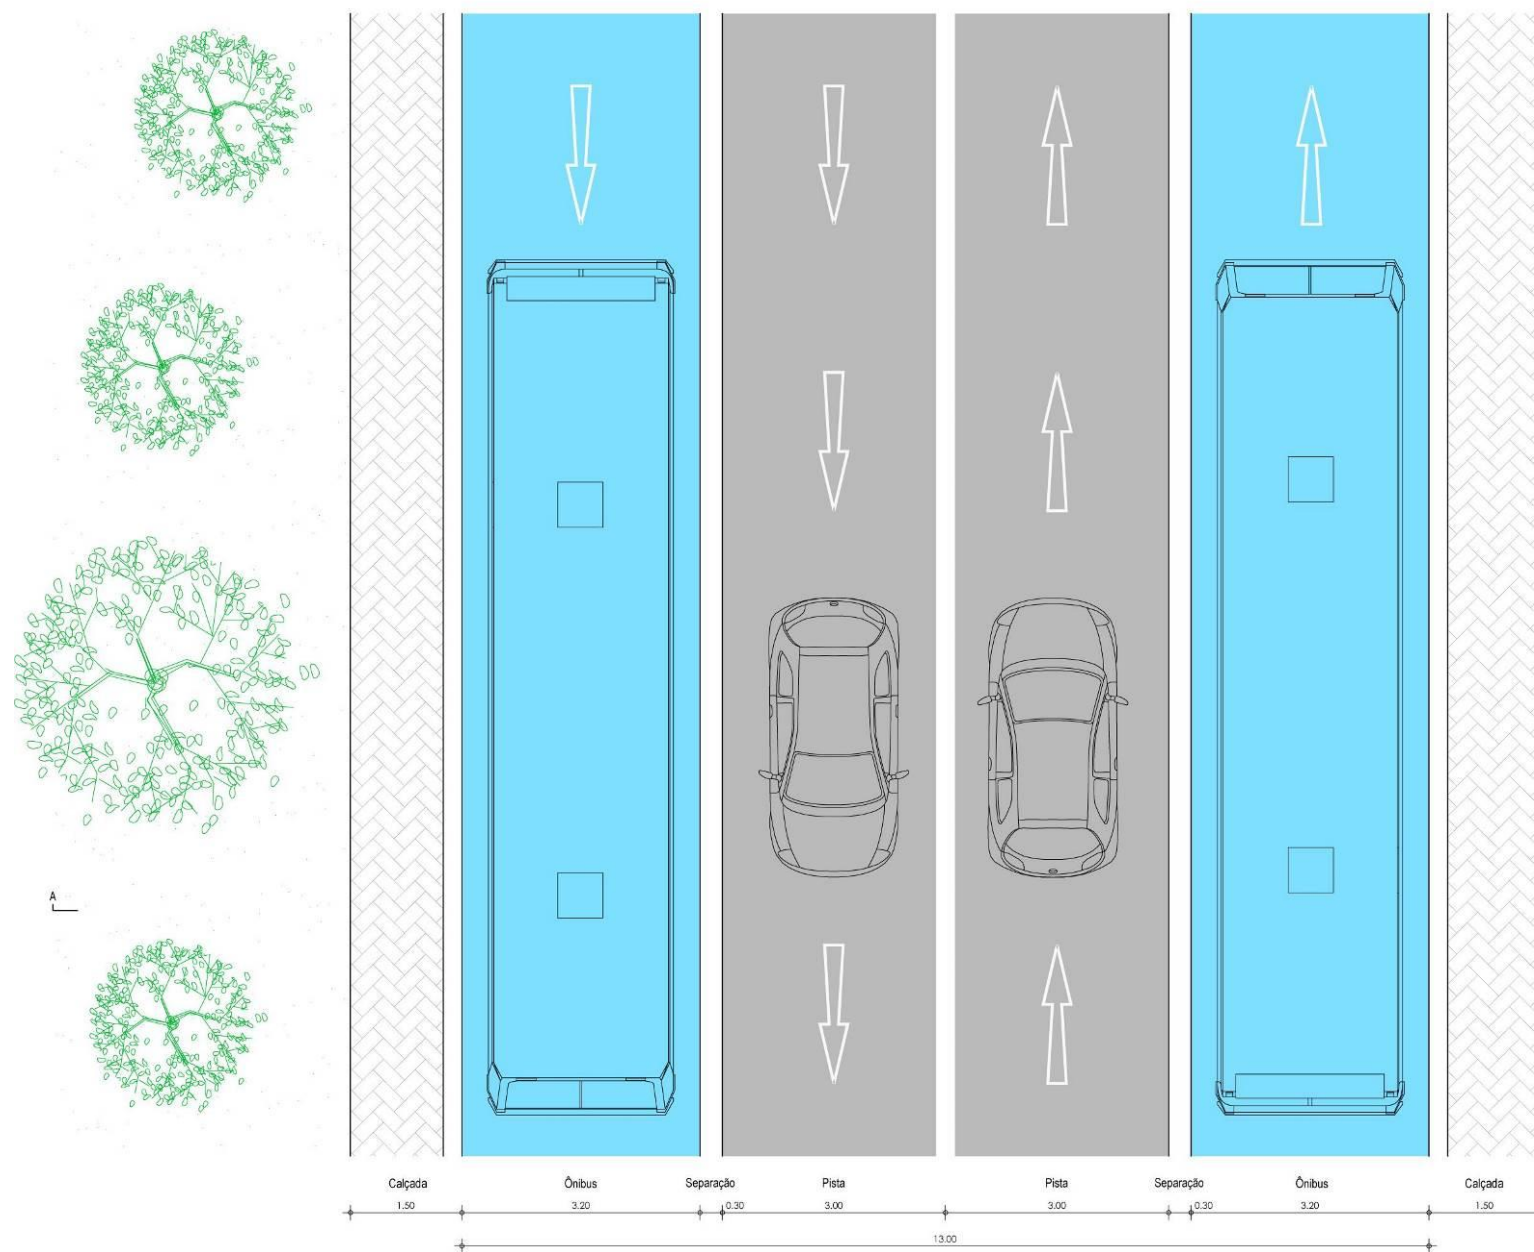 A
Calçada Ônibus Separação Pista Pista Separação Ônibus Calçada
1.50 3.20 0.30 3.00 3.00 0.30 3.20 1.50
13.00